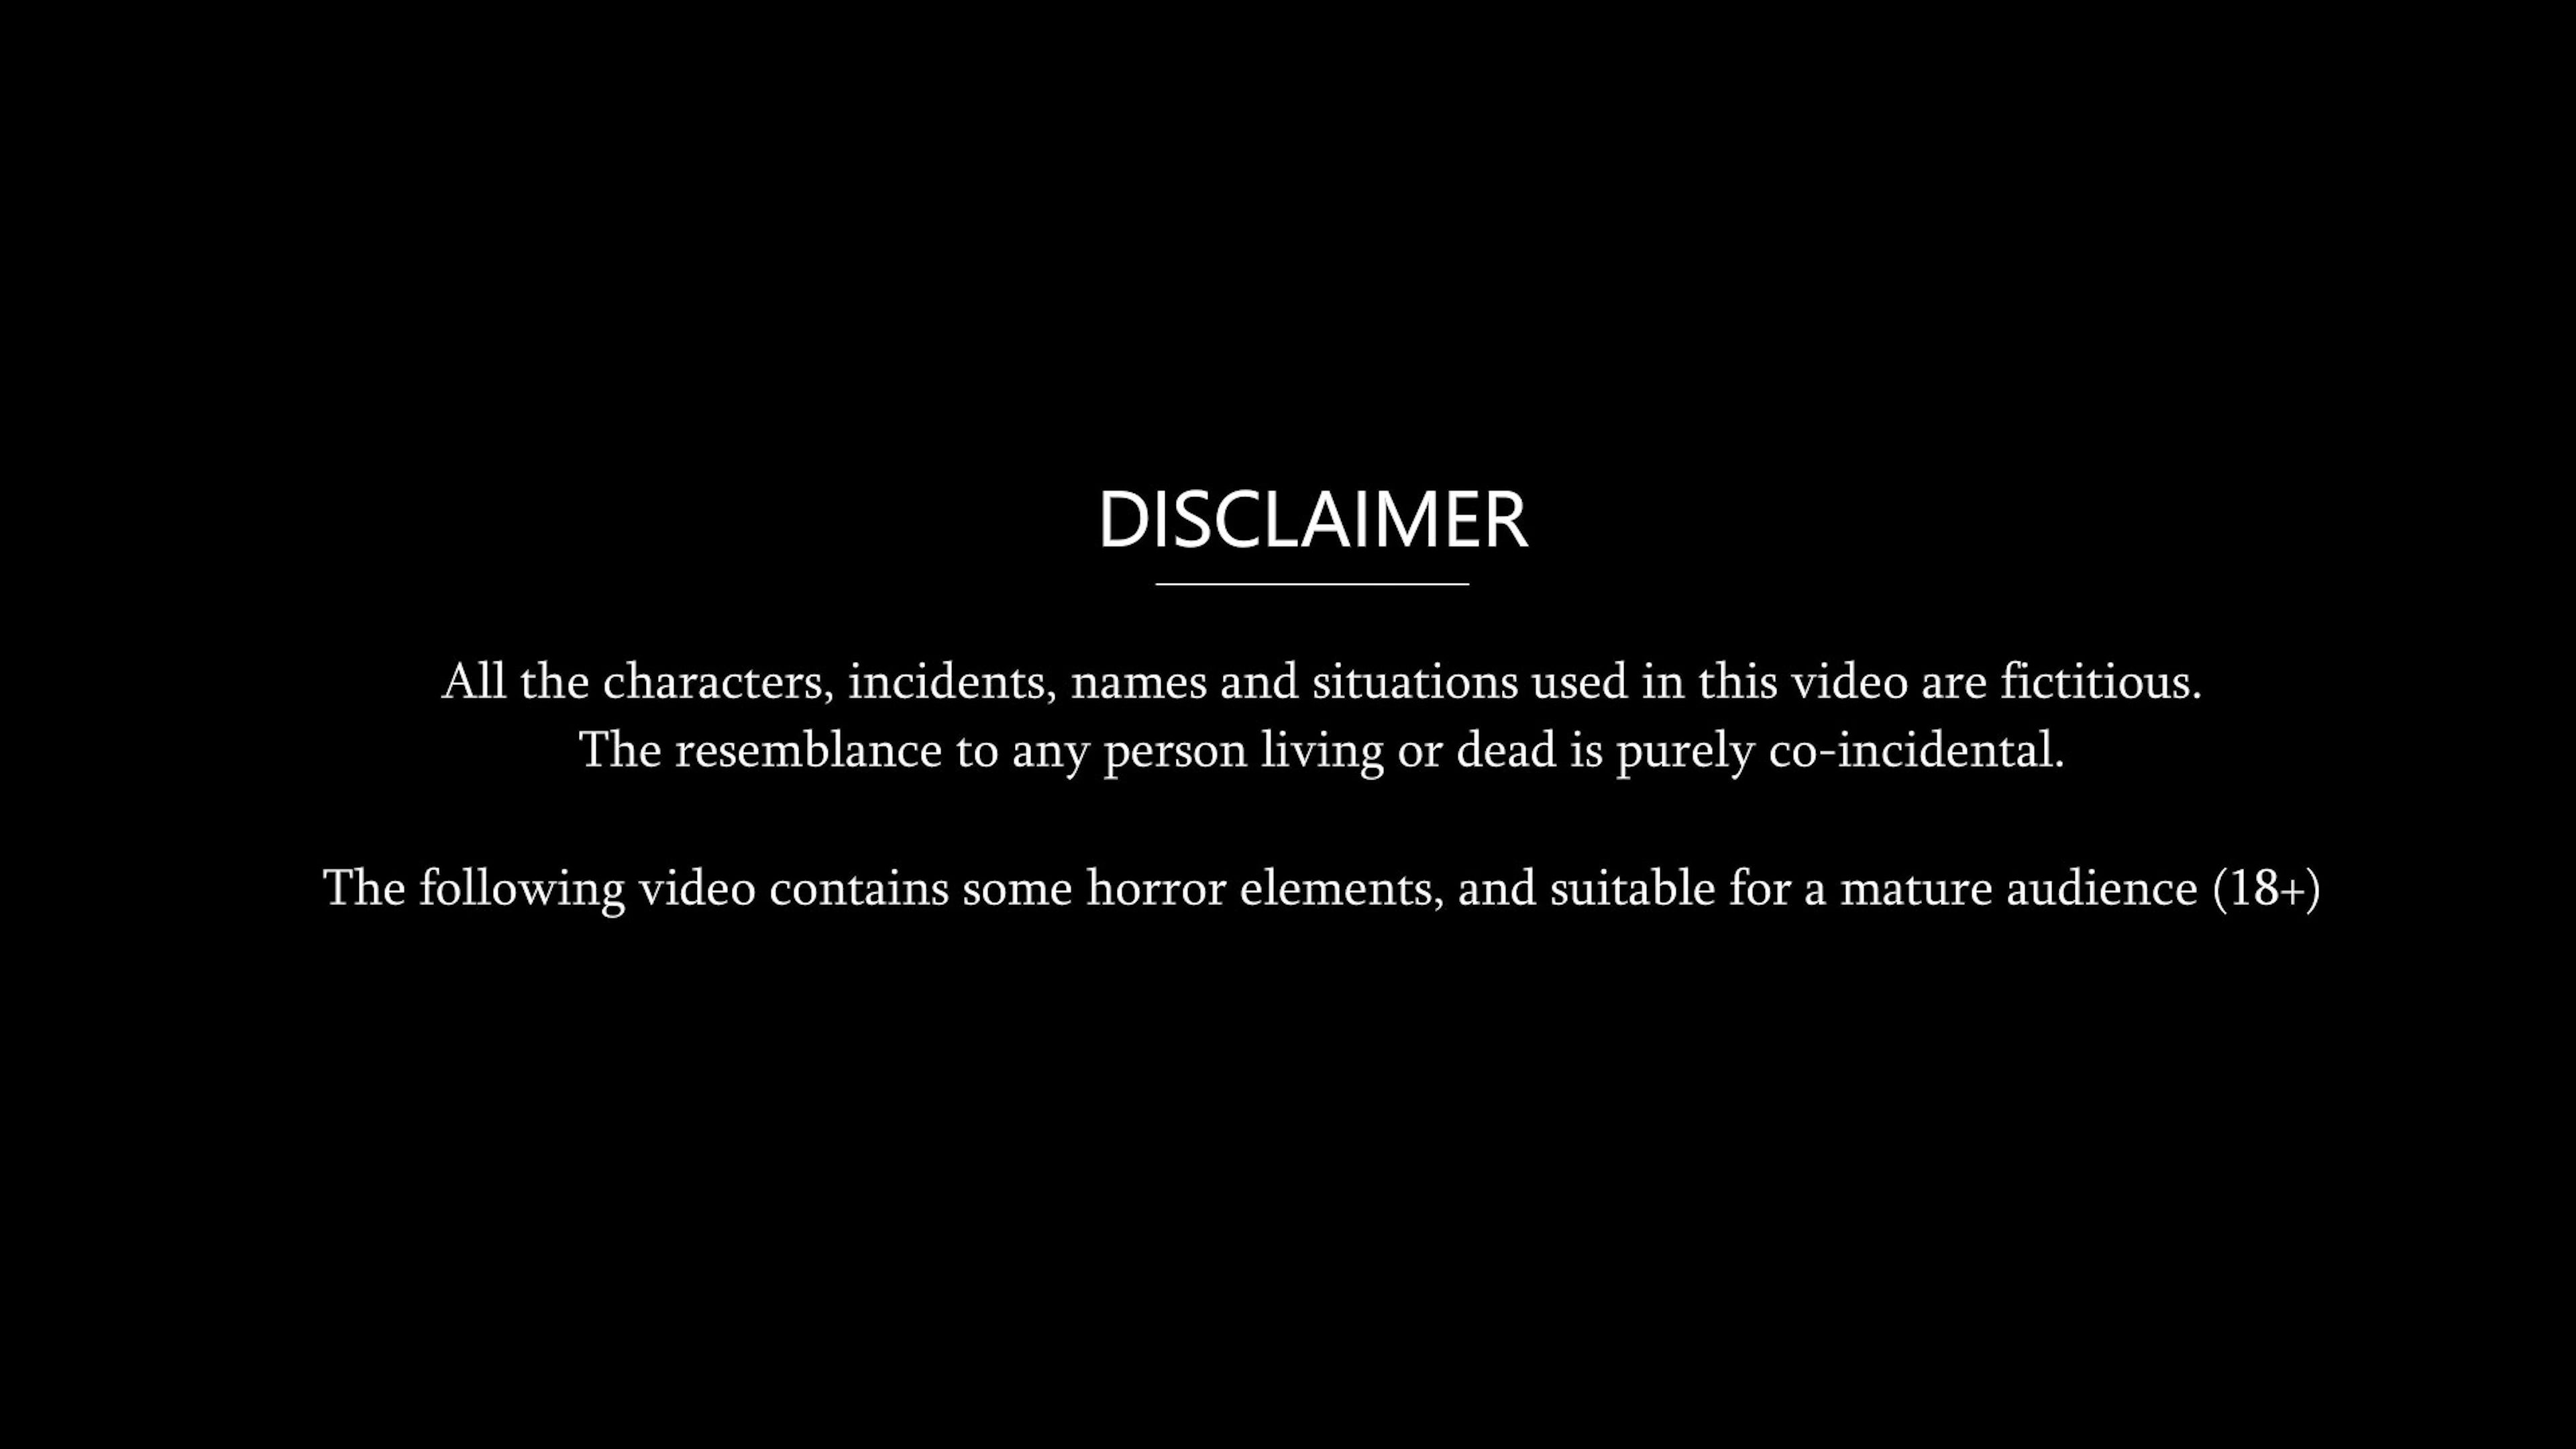 DISCLAIMER
All the characters, incidents, names and situations used in this video are fictitious.
The resemblance to any person living or dead is purely co-incidental.
The following video contains some horror elements, and suitable for a mature audience (18+)